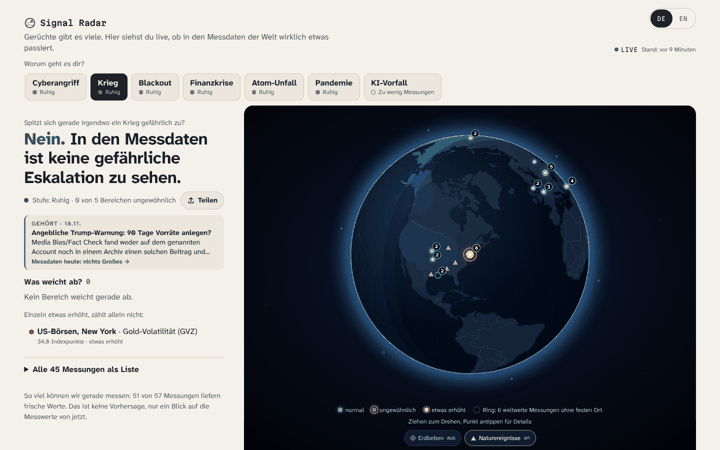 Signal Radar
Gerüchte gibt es viele. Hier siehst du live, ob in den Messdaten der Welt wirklich etwas
passiert.
DE EN
LIVE Stand: vor 9 Minuten
Worum geht es dir?
Cyberangriff
Ruhig
Krieg
Ruhig
Blackout
Ruhig
Finanzkrise
Ruhig
Atom-Unfall
Ruhig
Pandemie
Ruhig
KI-Vorfall
Zu wenig Messungen
Spitzt sich gerade irgendwo ein Krieg gefährlich zu?
Nein. In den Messdaten
ist keine gefährliche
Eskalation zu sehen.
Stufe: Ruhig · 0 von 5 Bereichen ungewöhnlich
Teilen
GEHÖRT · 18.11.
Angebliche Trump-Warnung: 90 Tage Vorräte anlegen?
Media Bias/Fact Check fand weder auf dem genannten
Account noch in einem Archiv einen solchen Beitrag und…
Messdaten heute: nichts Großes →
Was weicht ab? 0
Kein Bereich weicht gerade ab.
Einzeln etwas erhöht, zählt allein nicht:
US-Börsen, New York · Gold-Volatilität (GVZ)
34,8 Indexpunkte · etwas erhöht
Alle 45 Messungen als Liste
So viel können wir gerade messen: 51 von 57 Messungen liefern
frische Werte. Das ist keine Vorhersage, nur ein Blick auf die
Messwerte von jetzt.
normal ungewöhnlich etwas erhöht Ring: 6 weltweite Messungen ohne festen Ort
Ziehen zum Drehen, Punkt antippen für Details
Erdbeben aus
Naturereignisse an